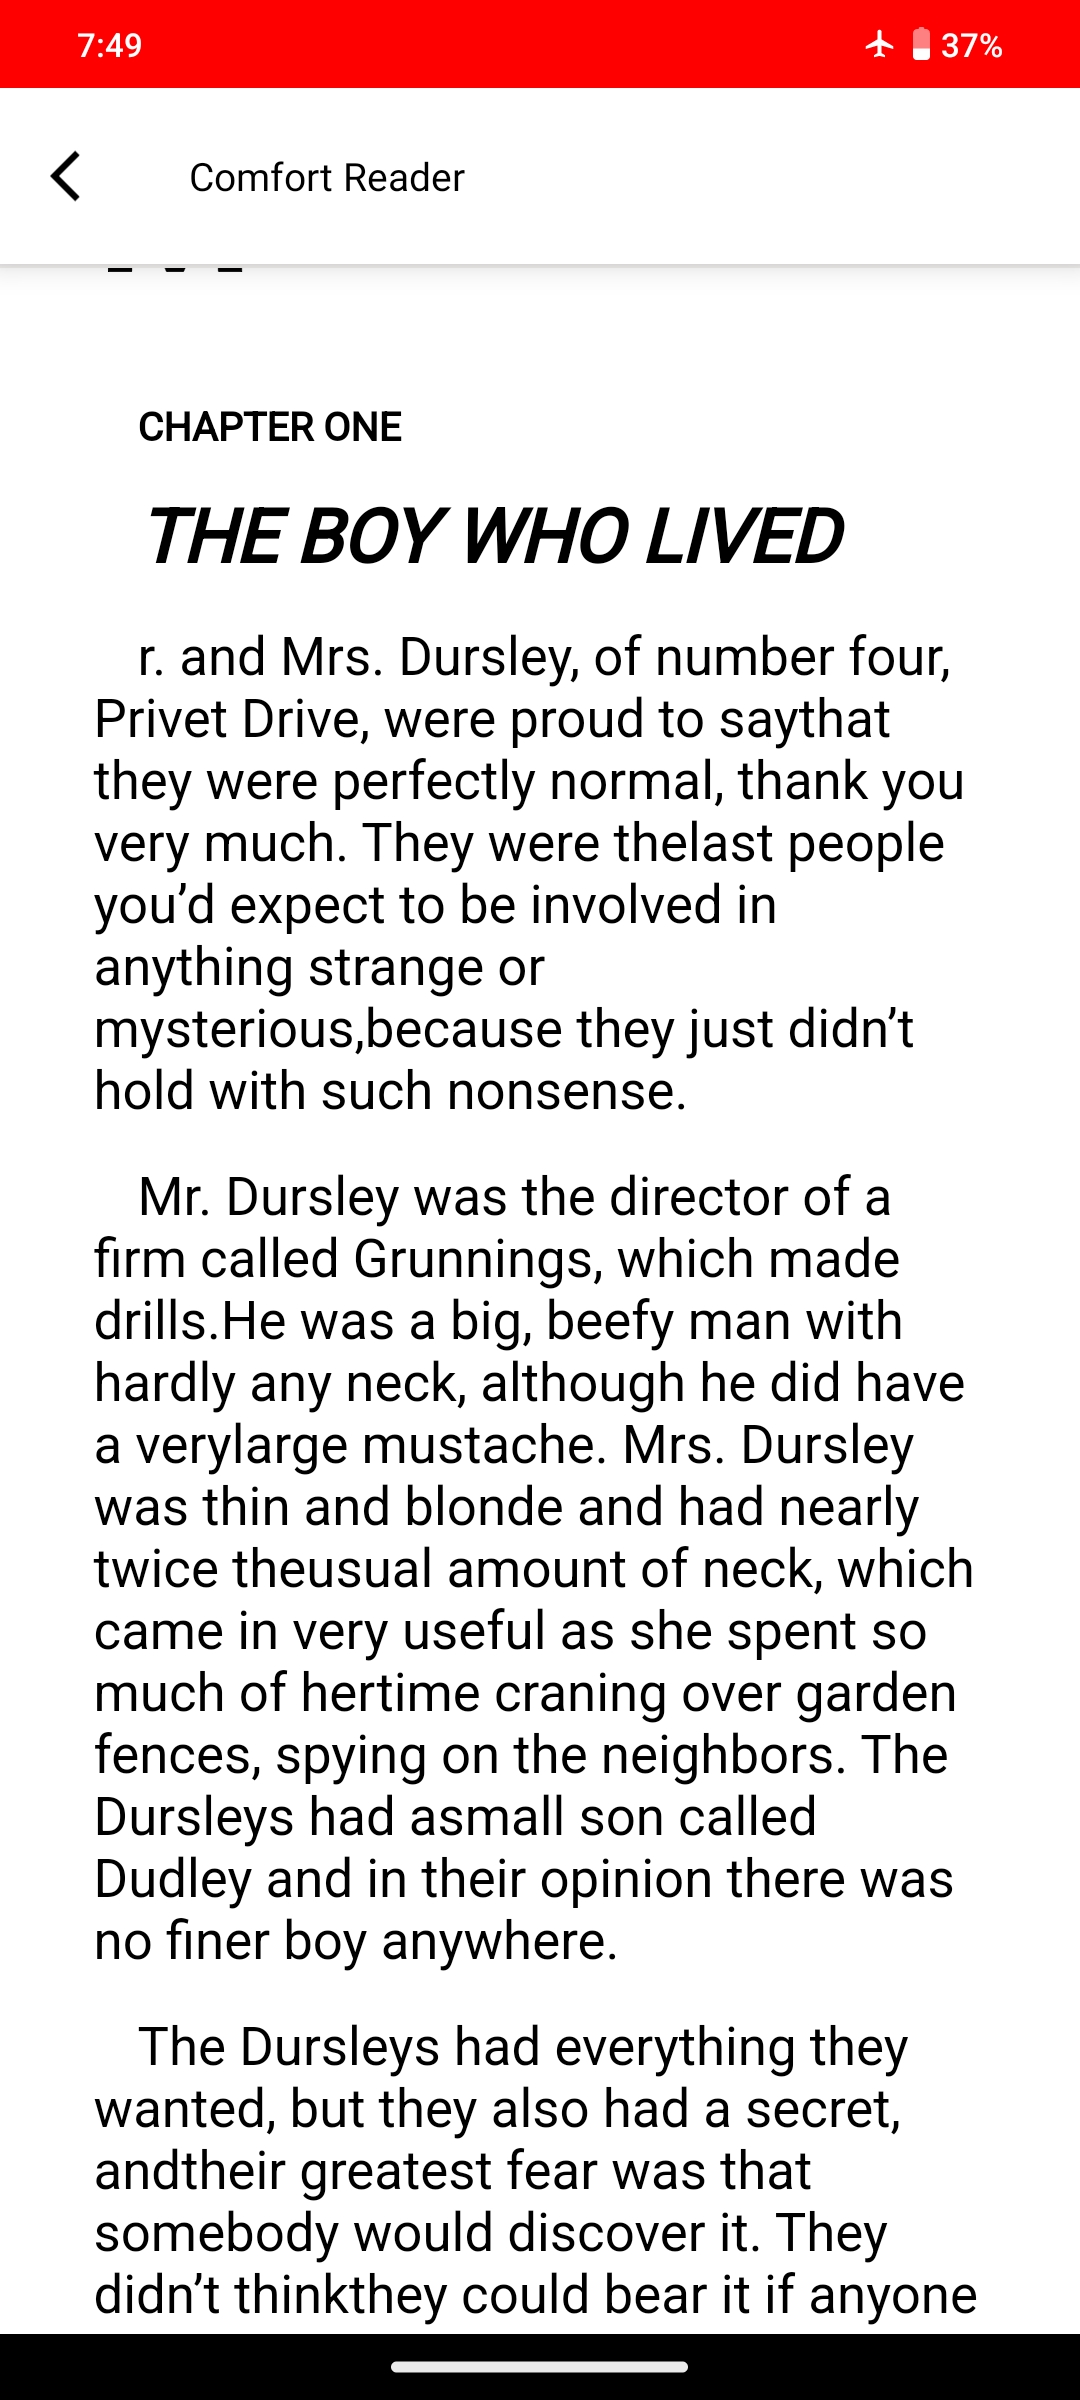 7:49
37%
Comfort Reader
CHAPTER ONE
THE BOY WHO LIVED
r. and Mrs. Dursley, of number four,
Privet Drive, were proud to saythat
they were perfectly normal, thank you
very much. They were thelast people
you’d expect to be involved in
anything strange or
mysterious,because they just didn’t
hold with such nonsense.
Mr. Dursley was the director of a
firm called Grunnings, which made
drills.He was a big, beefy man with
hardly any neck, although he did have
a verylarge mustache. Mrs. Dursley
was thin and blonde and had nearly
twice theusual amount of neck, which
came in very useful as she spent so
much of hertime craning over garden
fences, spying on the neighbors. The
Dursleys had asmall son called
Dudley and in their opinion there was
no finer boy anywhere.
The Dursleys had everything they
wanted, but they also had a secret,
andtheir greatest fear was that
somebody would discover it. They
didn’t thinkthey could bear it if anyone